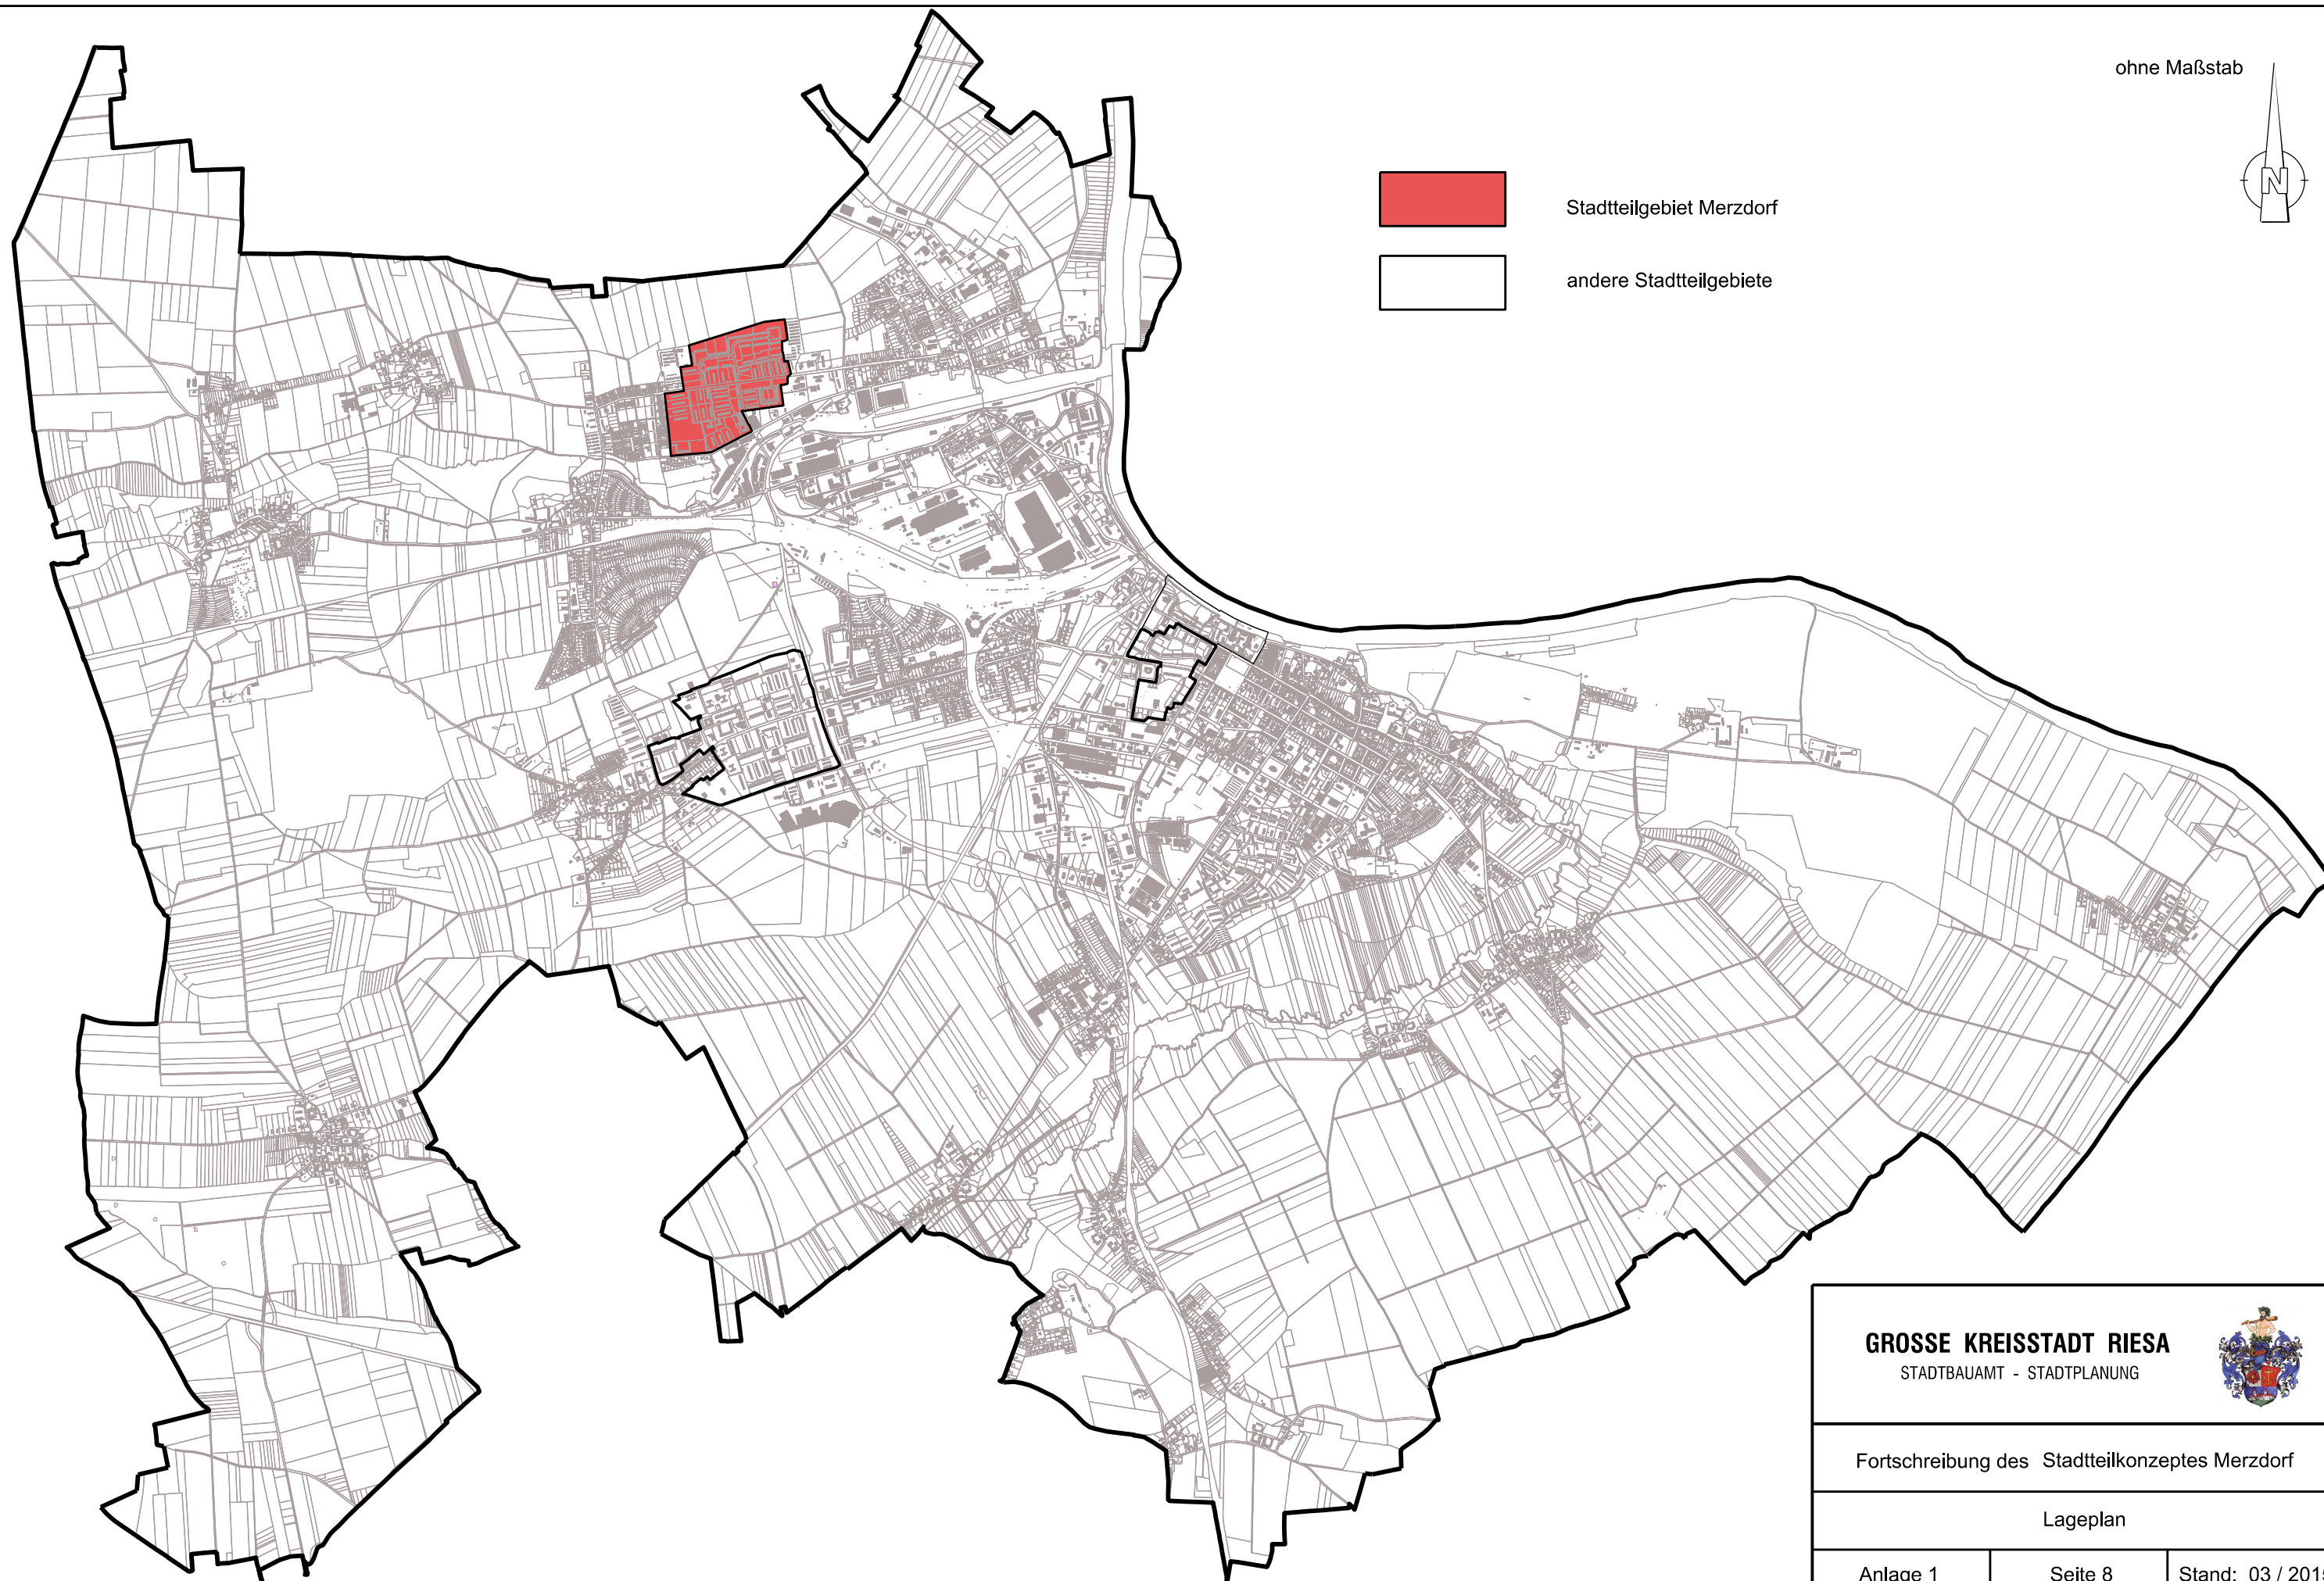 ohne Maßstab
N
Stadtteilgebiet Merzdorf
andere Stadtteilgebiete
GROSSE KREISSTADT RIESA
STADTBAUAMT - STADTPLANUNG
Fortschreibung des Stadtteilkonzeptes Merzdorf
Lageplan
Anlage 1
Seite 8
Stand: 03 /